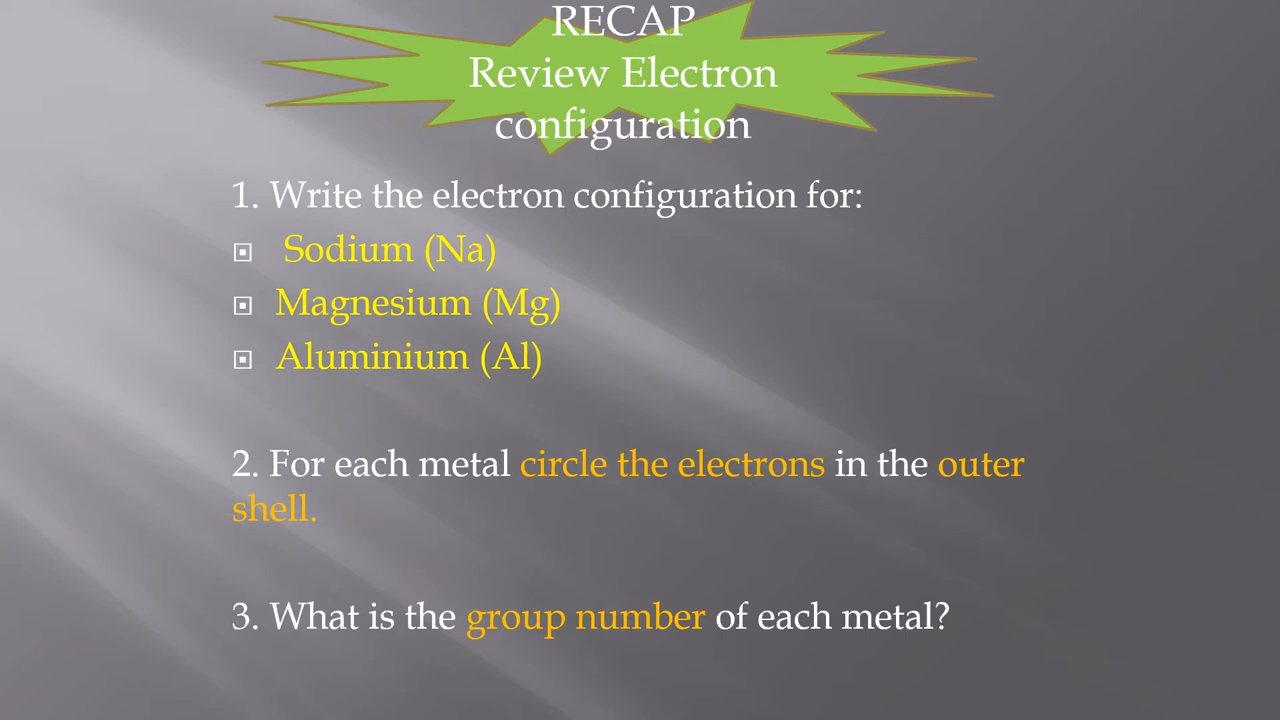 RECAP
Review Electron
configuration
1. Write the electron configuration for:
Sodium (Na)
Magnesium (Mg)
Aluminium (Al)
2. For each metal circle the electrons in the outer
shell.
3. What is the group number of each metal?